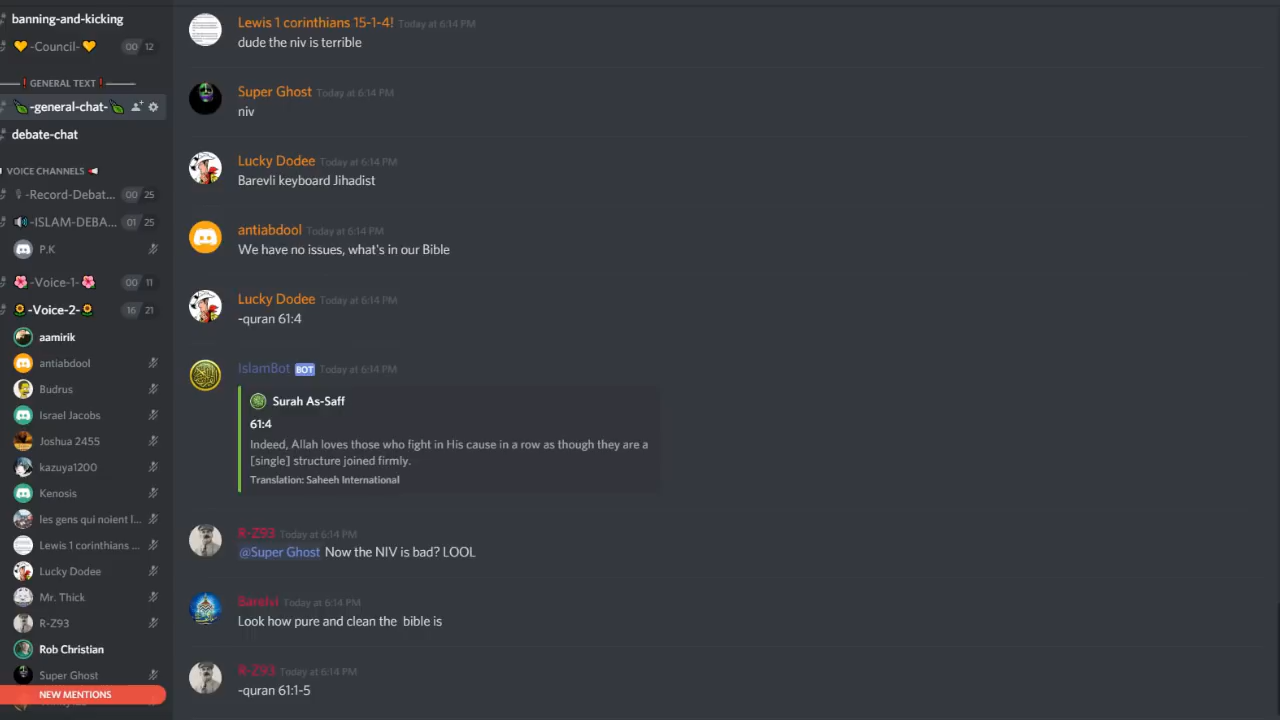 banning-and-kicking
-Council- 00 12
GENERAL TEXT
-general-chat-
debate-chat
VOICE CHANNELS
-Record-Debat... 00 25
-ISLAM-DEBA... 01 25
P.K
-Voice-1- 00 11
-Voice-2- 16 21
aamirik
antiabdool
Budrus
Israel Jacobs
Joshua 2455
kazuya1200
Kenosis
les gens qui noient l...
Lewis 1 corinthians ...
Lucky Dodee
Mr. Thick
R-Z93
Rob Christian
Super Ghost
NEW MENTIONS
Lewis 1 corinthians 15-1-4! Today at 6:14 PM
dude the niv is terrible
Super Ghost Today at 6:14 PM
niv
Lucky Dodee Today at 6:14 PM
Barevli keyboard Jihadist
antiabdool Today at 6:14 PM
We have no issues, what's in our Bible
Lucky Dodee Today at 6:14 PM
-quran 61:4
IslamBot BOT Today at 6:14 PM
Surah As-Saff
61:4
Indeed, Allah loves those who fight in His cause in a row as though they are a
[single] structure joined firmly.
Translation: Saheeh International
R-Z93 Today at 6:14 PM
@Super Ghost Now the NIV is bad? LOOL
Barelvi Today at 6:14 PM
Look how pure and clean the bible is
R-Z93 Today at 6:14 PM
-quran 61:1-5